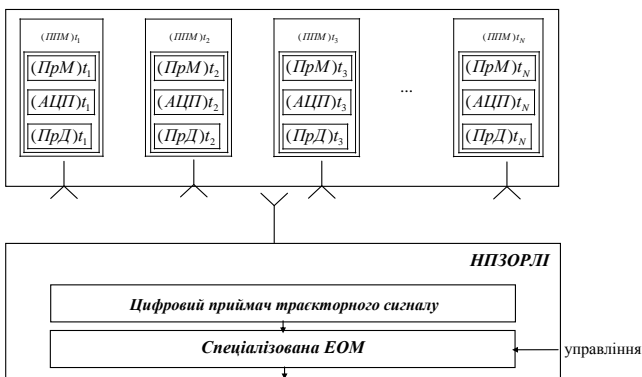 (ППМ)t₁ (ППМ)t₂ (ППМ)t₃ (ППМ)t_N
(ПрМ)t₁ (ПрМ)t₂ (ПрМ)t₃ (ПрМ)t_N
(АЦП)t₁ (АЦП)t₂ (АЦП)t₃ ... (АЦП)t_N
(ПрД)t₁ (ПрД)t₂ (ПрД)t₃ (ПрД)t_N
НПЗОРЛІ
Цифровий приймач траєкторного сигналу
Спеціалізована ЕОМ
управління